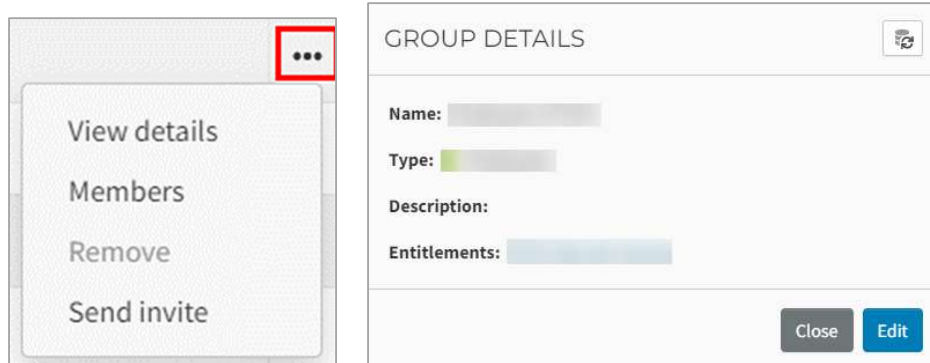 •••
View details
Members
Remove
Send invite
GROUP DETAILS
Name:
Type:
Description:
Entitlements:
Close
Edit